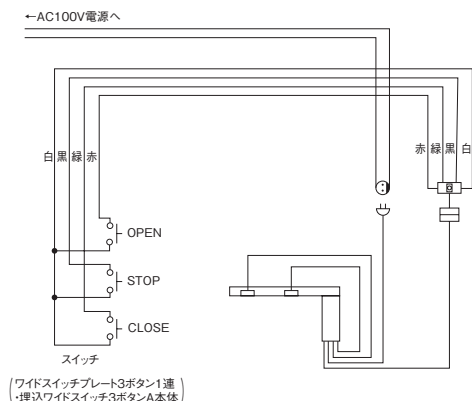 ←AC100V電源へ
白 黒 緑 赤
赤 緑 黒 白
OPEN
STOP
CLOSE
スイッチ
(ワイドスイッチプレート3ボタン1連
・埋込ワイドスイッチ3ボタンA本体)